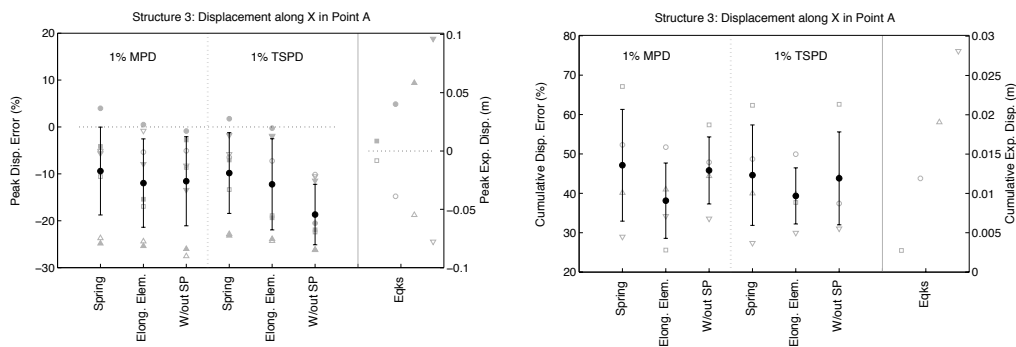 Structure 3: Displacement along X in Point A
1% MPD 1% TSPD
Peak Disp. Error (%)
20
10
0
−10
−20
−30
Spring
Elong. Elem.
W/out SP
Spring
Elong. Elem.
W/out SP
Eqks
0.1
0.05
0
−0.05
−0.1
Peak Exp. Disp. (m)
Structure 3: Displacement along X in Point A
1% MPD 1% TSPD
Cumulative Disp. Error (%)
80
70
60
50
40
30
20
Spring
Elong. Elem.
W/out SP
Spring
Elong. Elem.
W/out SP
Eqks
0.03
0.025
0.02
0.015
0.01
0.005
0
Cumulative Exp. Disp. (m)